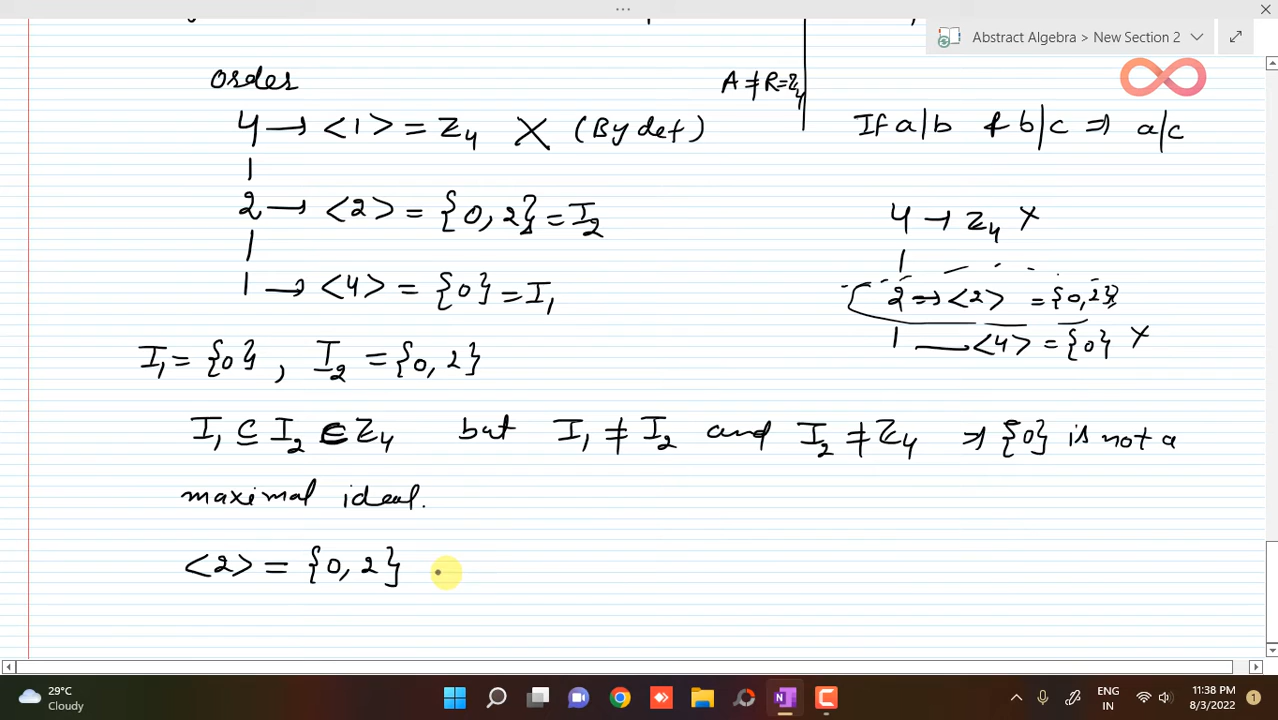 Abstract Algebra > New Section 2
Order
A ≠ R = Z₄
4 → <1> = Z₄ X (By def)
|
2 → <2> = {0, 2} = I₂
|
1 → <4> = {0} = I₁
If a|b & b|c ⇒ a|c
4 → Z₄ X
|
2 ⇒ <2> = {0, 2}
1 — <4> = {0} X
I₁ = {0}, I₂ = {0, 2}
I₁ ⊆ I₂ ⊂ Z₄ but I₁ ≠ I₂ and I₂ ≠ Z₄ ⇒ {0} is not a
maximal ideal.
<2> = {0, 2}
29°C
Cloudy
ENG
IN
11:38 PM
8/3/2022
1